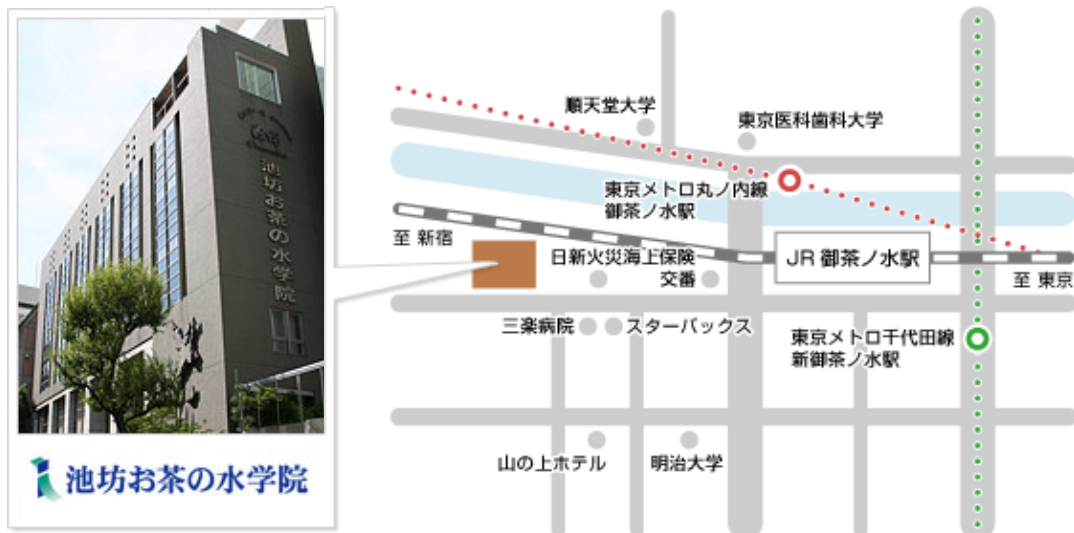 池坊お茶の水学院
池坊お茶の水学院
順天堂大学
東京医科歯科大学
東京メトロ丸ノ内線
御茶ノ水駅
至 新宿
日新火災海上保険
交番
JR 御茶ノ水駅
至 東京
三楽病院
スターバックス
東京メトロ千代田線
新御茶ノ水駅
山の上ホテル
明治大学